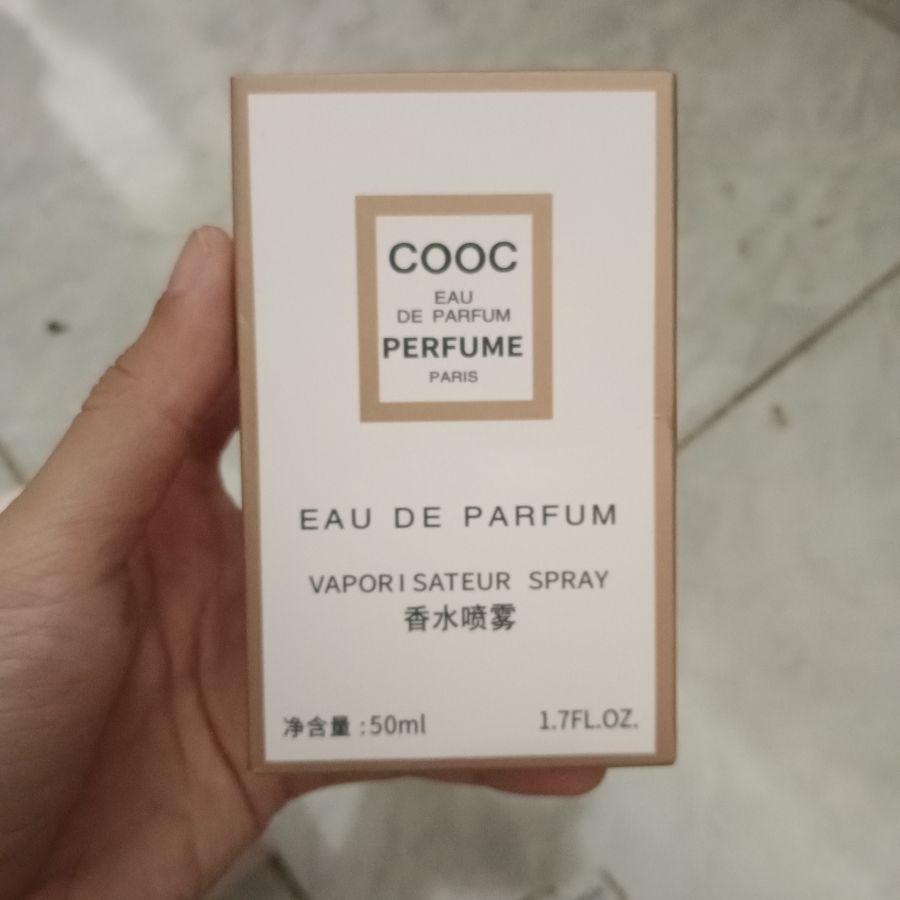 COOC
EAU
DE PARFUM
PERFUME
PARIS
EAU DE PARFUM
VAPORISATEUR SPRAY
香水喷雾
净含量:50ml
1.7FL.OZ.